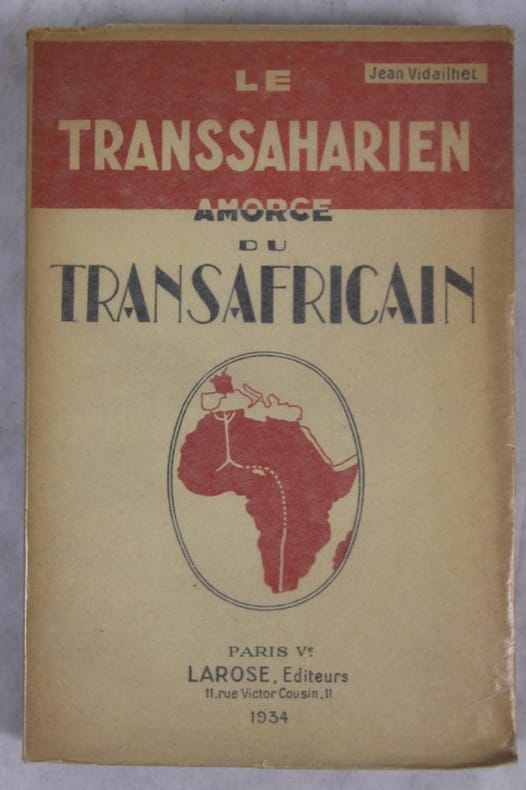 Jean Vidailhet
LE
TRANSSAHARIEN
AMORCE
DU
TRANSAFRICAIN
PARIS Vᵉ
LAROSE, Editeurs
11, rue Victor Cousin, 11
1934